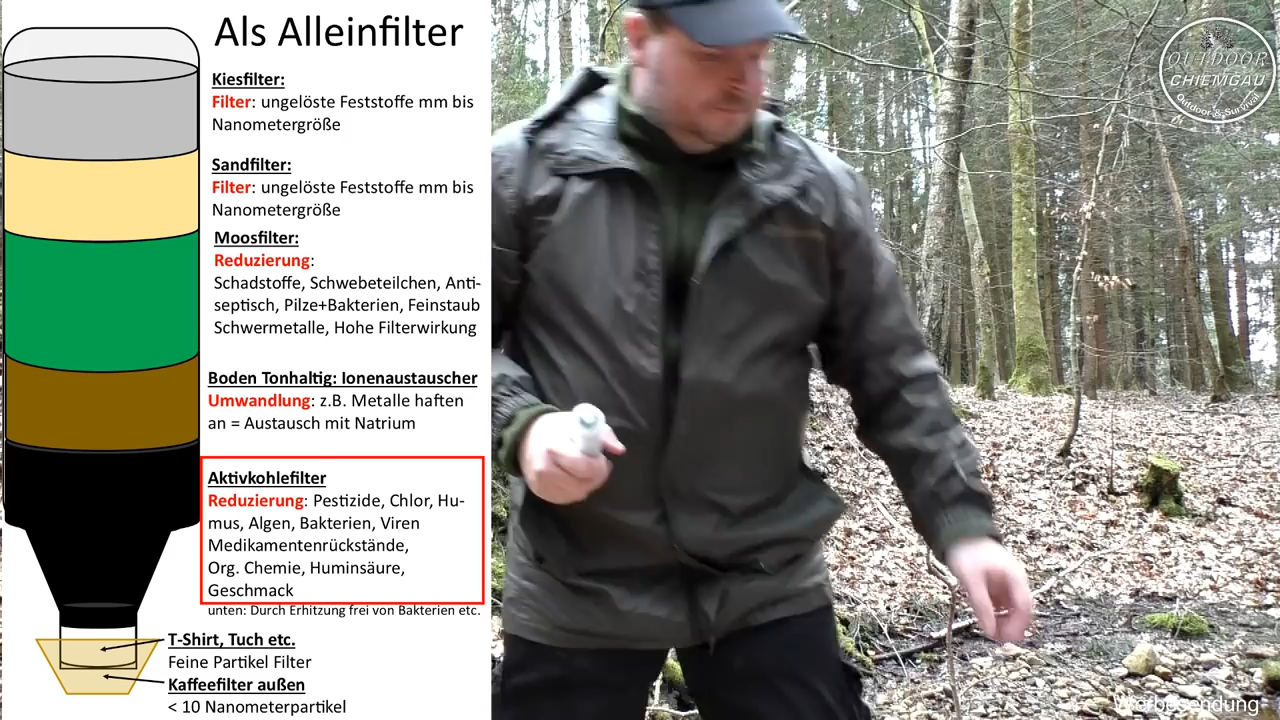 Als Alleinfilter
Kiesfilter:
Filter: ungelöste Feststoffe mm bis
Nanometergröße
Sandfilter:
Filter: ungelöste Feststoffe mm bis
Nanometergröße
Moosfilter:
Reduzierung:
Schadstoffe, Schwebeteilchen, Anti-
septisch, Pilze+Bakterien, Feinstaub
Schwermetalle, Hohe Filterwirkung
Boden Tonhaltig: Ionenaustauscher
Umwandlung: z.B. Metalle haften
an = Austausch mit Natrium
Aktivkohlefilter
Reduzierung: Pestizide, Chlor, Hu-
mus, Algen, Bakterien, Viren
Medikamentenrückstände,
Org. Chemie, Huminsäure,
Geschmack
unten: Durch Erhitzung frei von Bakterien etc.
T-Shirt, Tuch etc.
Feine Partikel Filter
Kaffeefilter außen
< 10 Nanometerpartikel
OUTDOOR
CHIEMGAU
Outdoor & Survival
Werbesendung